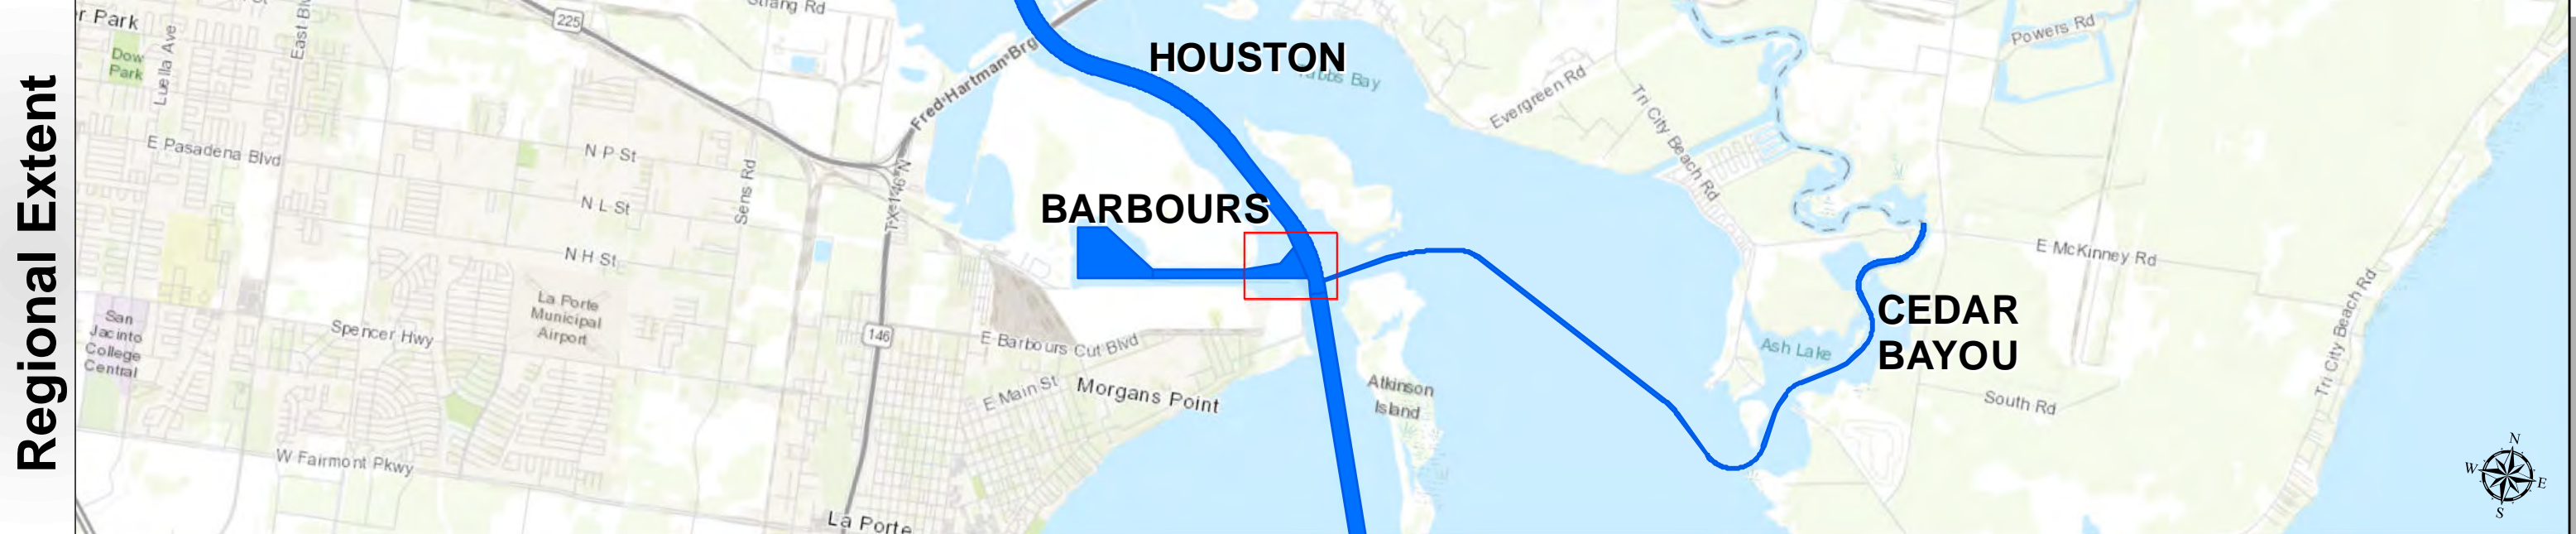 Regional Extent
r Park
Dow
Park
Luella Ave
East Bl
225
Strang Rd
Fred Hartman Brg
HOUSTON
Tabbs Bay
Evergreen Rd
Tri City Beach Rd
Powers Rd
E Pasadena Blvd
N P St
N L St
N H St
Sens Rd
TX-146 N
BARBOURS
E McKinney Rd
San
Jacinto
College
Central
Spencer Hwy
La Porte
Municipal
Airport
146
E Barbours Cut Blvd
E Main St
Morgans Point
Atkinson
Island
Ash Lake
CEDAR
BAYOU
South Rd
Tri City Beach Rd
W Fairmont Pkwy
La Porte
N
W
E
S